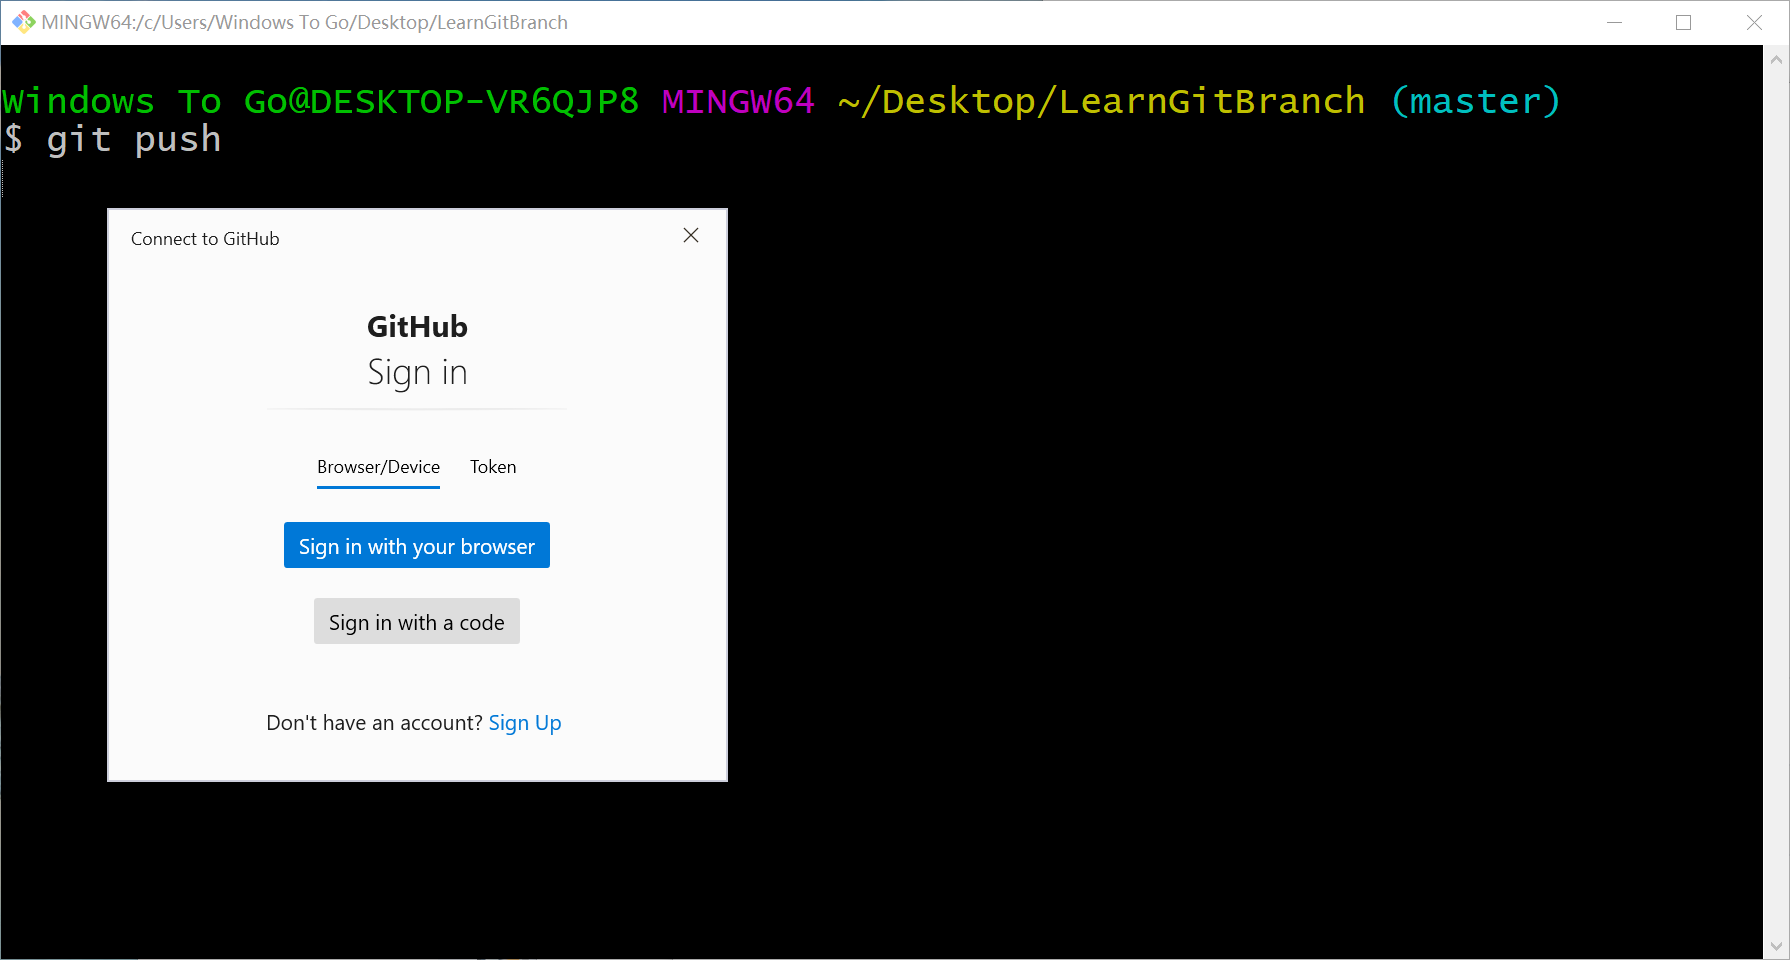 MINGW64:/c/Users/Windows To Go/Desktop/LearnGitBranch
Windows To Go@DESKTOP-VR6QJP8 MINGW64 ~/Desktop/LearnGitBranch (master)
$ git push
Connect to GitHub
GitHub
Sign in
Browser/Device Token
Sign in with your browser
Sign in with a code
Don't have an account? Sign Up